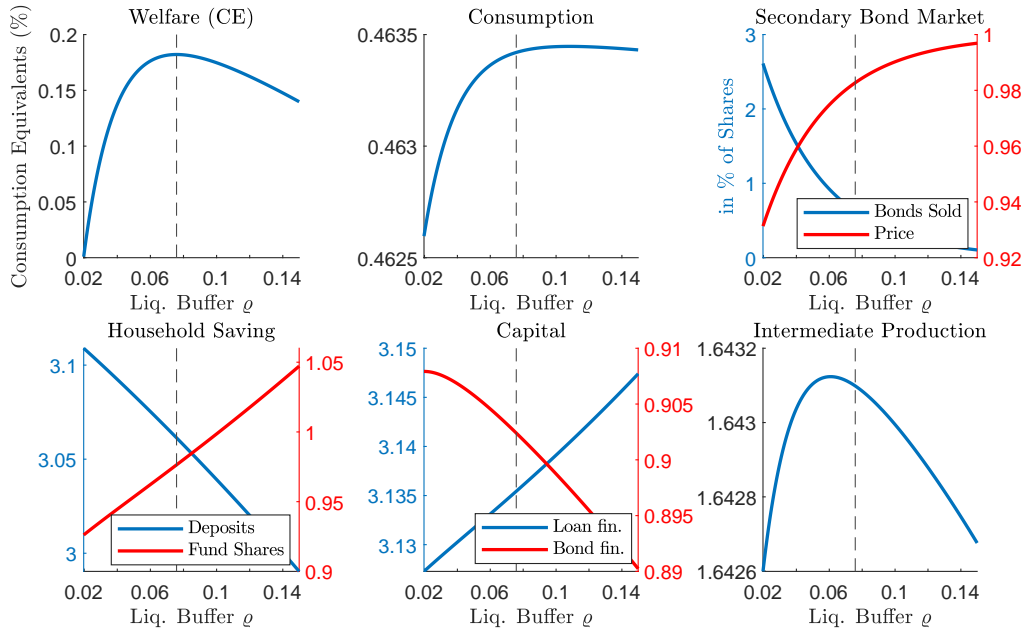 Welfare (CE)
Consumption
Secondary Bond Market
Consumption Equivalents (%)
0.2
0.15
0.1
0.05
0
0.02 0.06 0.1 0.14
Liq. Buffer ϱ
0.4635
0.463
0.4625
0.02 0.06 0.1 0.14
Liq. Buffer ϱ
in % of Shares
3
2
1
0
1
0.98
0.96
0.94
0.92
Bonds Sold
Price
0.02 0.06 0.1 0.14
Liq. Buffer ϱ
Household Saving
Capital
Intermediate Production
3.1
3.05
3
1.05
1
0.95
0.9
Deposits
Fund Shares
0.02 0.06 0.1 0.14
Liq. Buffer ϱ
3.15
3.145
3.14
3.135
3.13
0.91
0.905
0.9
0.895
0.89
Loan fin.
Bond fin.
0.02 0.06 0.1 0.14
Liq. Buffer ϱ
1.6432
1.643
1.6428
1.6426
0.02 0.06 0.1 0.14
Liq. Buffer ϱ